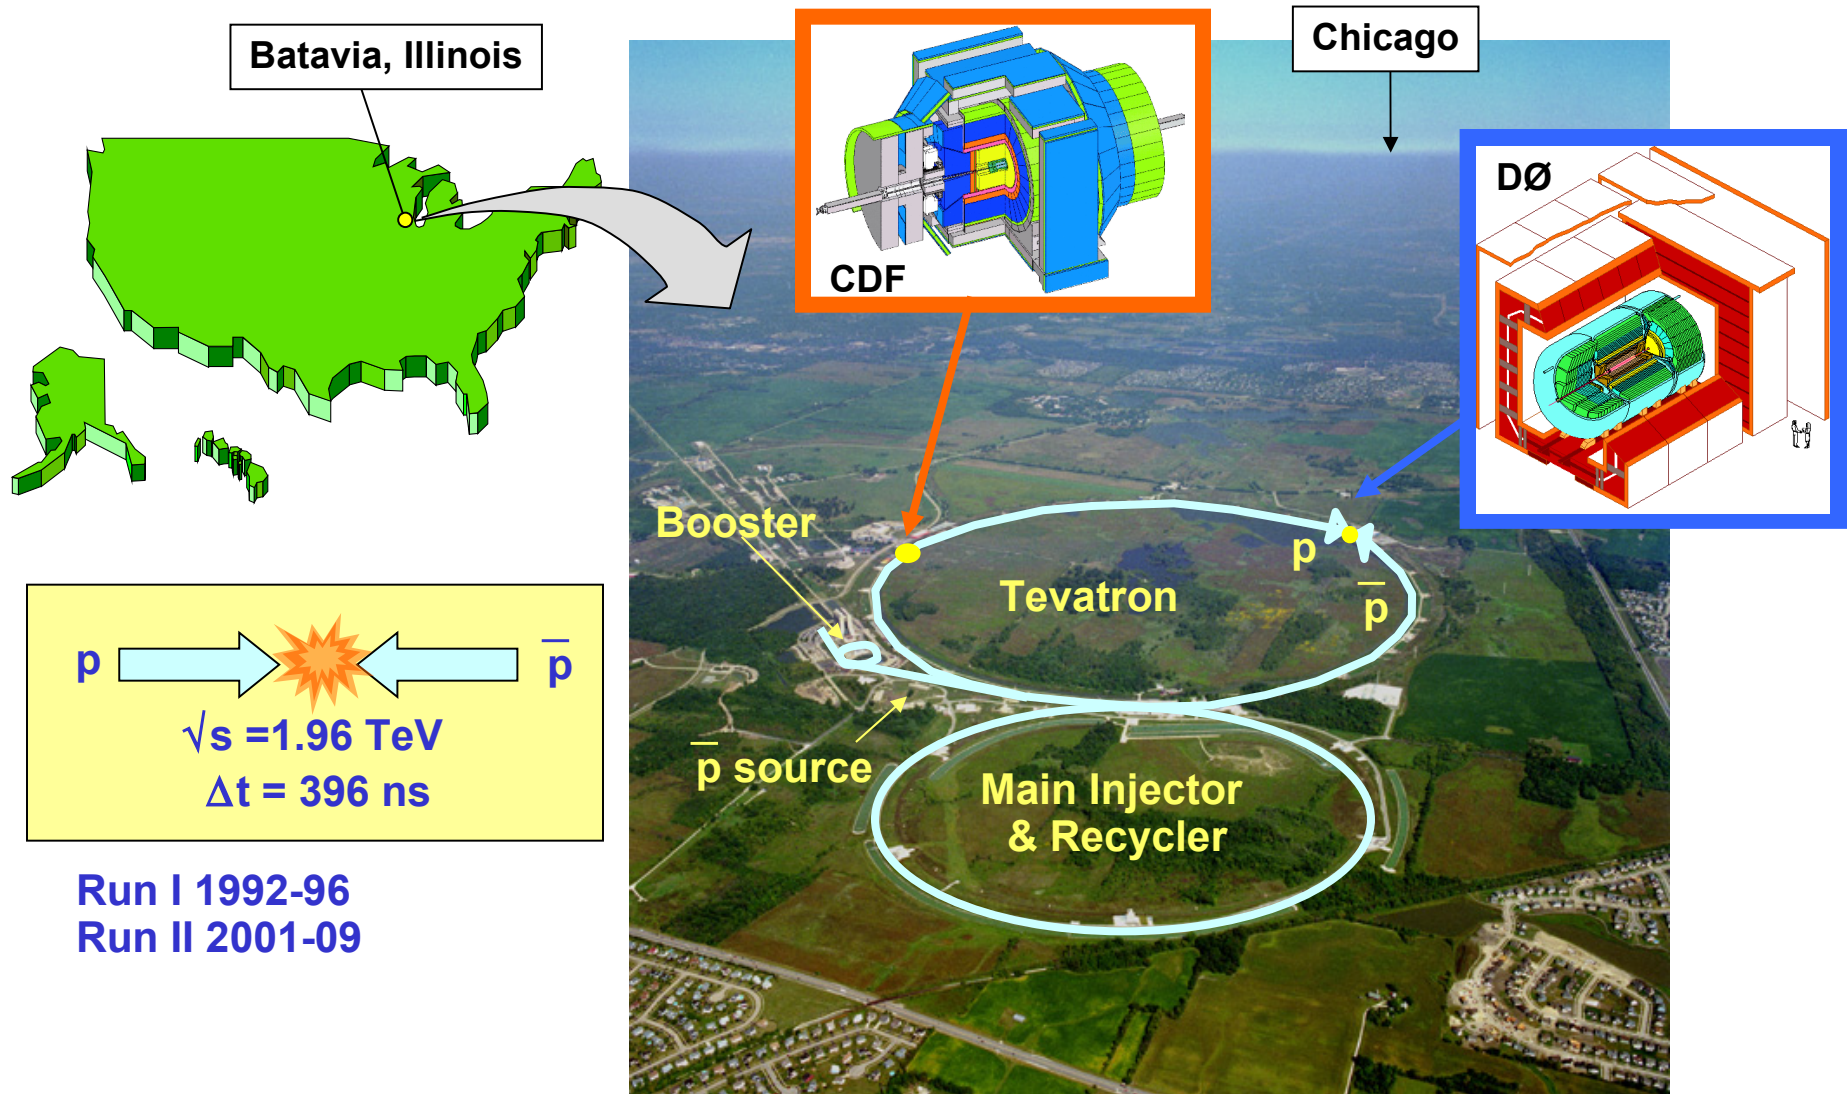 Batavia, Illinois
Chicago
CDF
DØ
Booster
p
p̅
Tevatron
p̅ source
Main Injector
& Recycler
p
p̅
√s =1.96 TeV
Δt = 396 ns
Run I 1992-96
Run II 2001-09